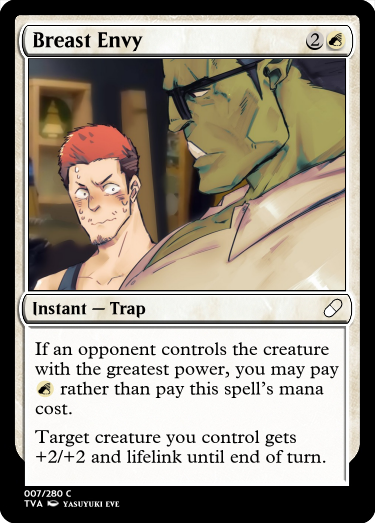 Breast Envy 2
Instant — Trap
If an opponent controls the creature
with the greatest power, you may pay
rather than pay this spell's mana
cost.
Target creature you control gets
+2/+2 and lifelink until end of turn.
007/280 C
TVA YASUYUKI EVE